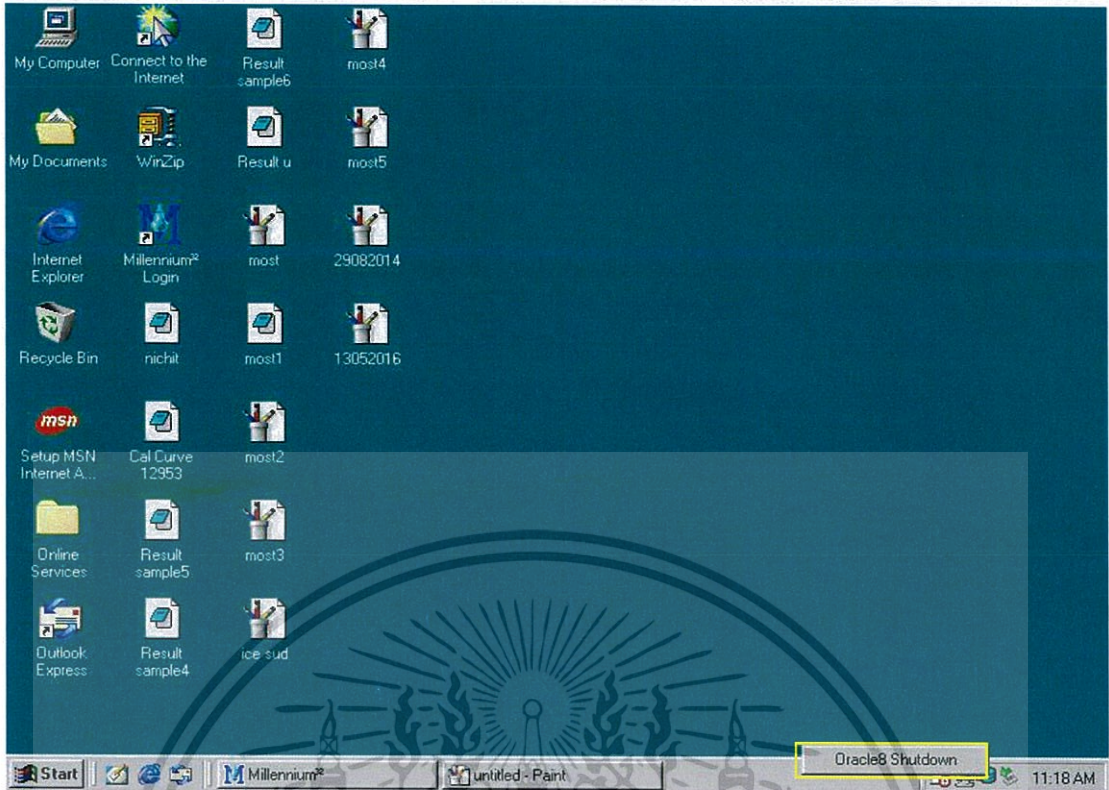 My Computer
Connect to the
Internet
Result
sample6
most4
My Documents
WinZip
Result u
most5
Internet
Explorer
Millennium³²
Login
most
29082014
Recycle Bin
nichit
most1
13052016
msn
Setup MSN
Internet A...
Cal Curve
12953
most2
Online
Services
Result
sample5
most3
Outlook
Express
Result
sample4
ice sud
Oracle8 Shutdown
Start
Millennium³²
untitled - Paint
11:18 AM